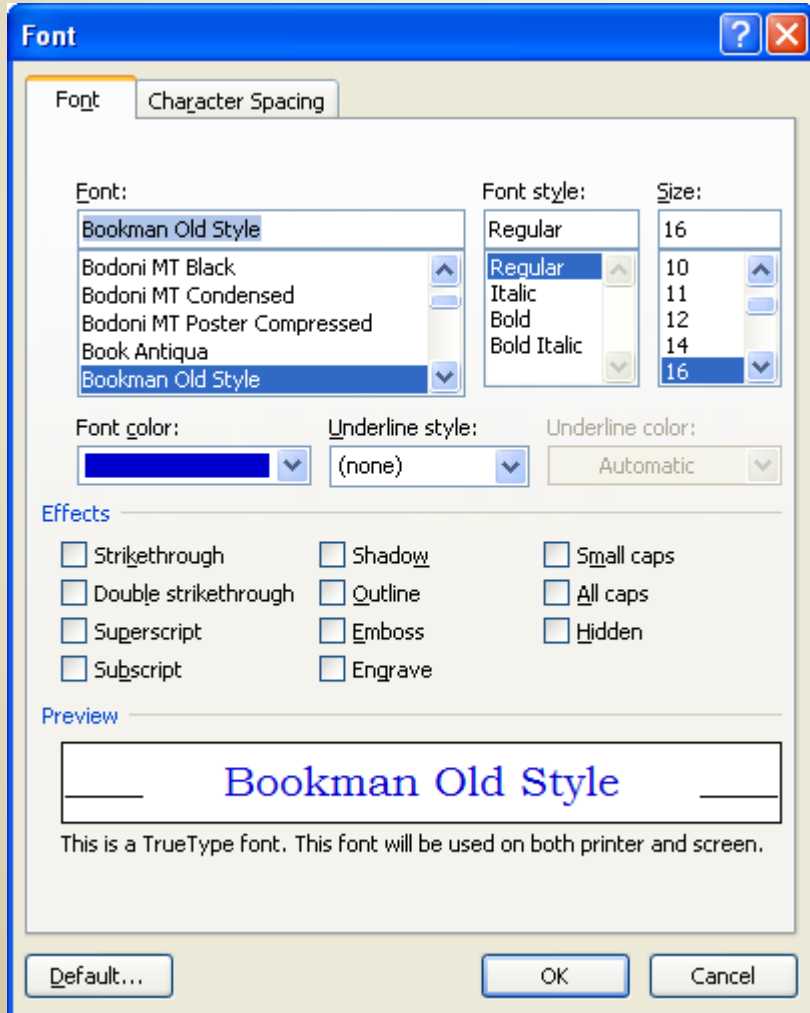 Font
Font Character Spacing
Font: Font style: Size:
Bookman Old Style Regular 16
Bodoni MT Black Regular 10
Bodoni MT Condensed Italic 11
Bodoni MT Poster Compressed Bold 12
Book Antiqua Bold Italic 14
Bookman Old Style 16
Font color: Underline style: Underline color:
(none) Automatic
Effects
Strikethrough Shadow Small caps
Double strikethrough Outline All caps
Superscript Emboss Hidden
Subscript Engrave
Preview
Bookman Old Style
This is a TrueType font. This font will be used on both printer and screen.
Default... OK Cancel